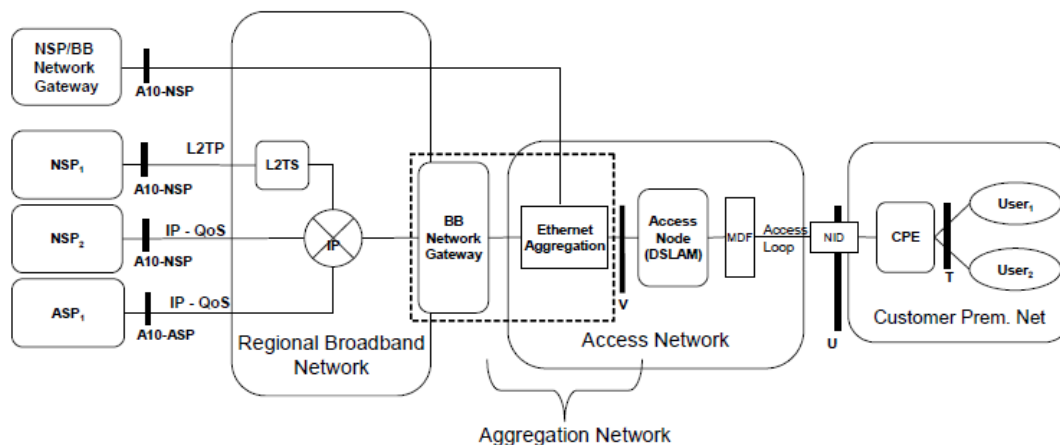 NSP/BB
Network
Gateway
A10-NSP
NSP1
L2TP
A10-NSP
L2TS
NSP2
IP - QoS
A10-NSP
IP
ASP1
IP - QoS
A10-ASP
Regional Broadband
Network
BB
Network
Gateway
Ethernet
Aggregation
V
Access
Node
(DSLAM)
MDF
Access
Loop
NID
U
CPE
T
User1
User2
Customer Prem. Net
Access Network
Aggregation Network